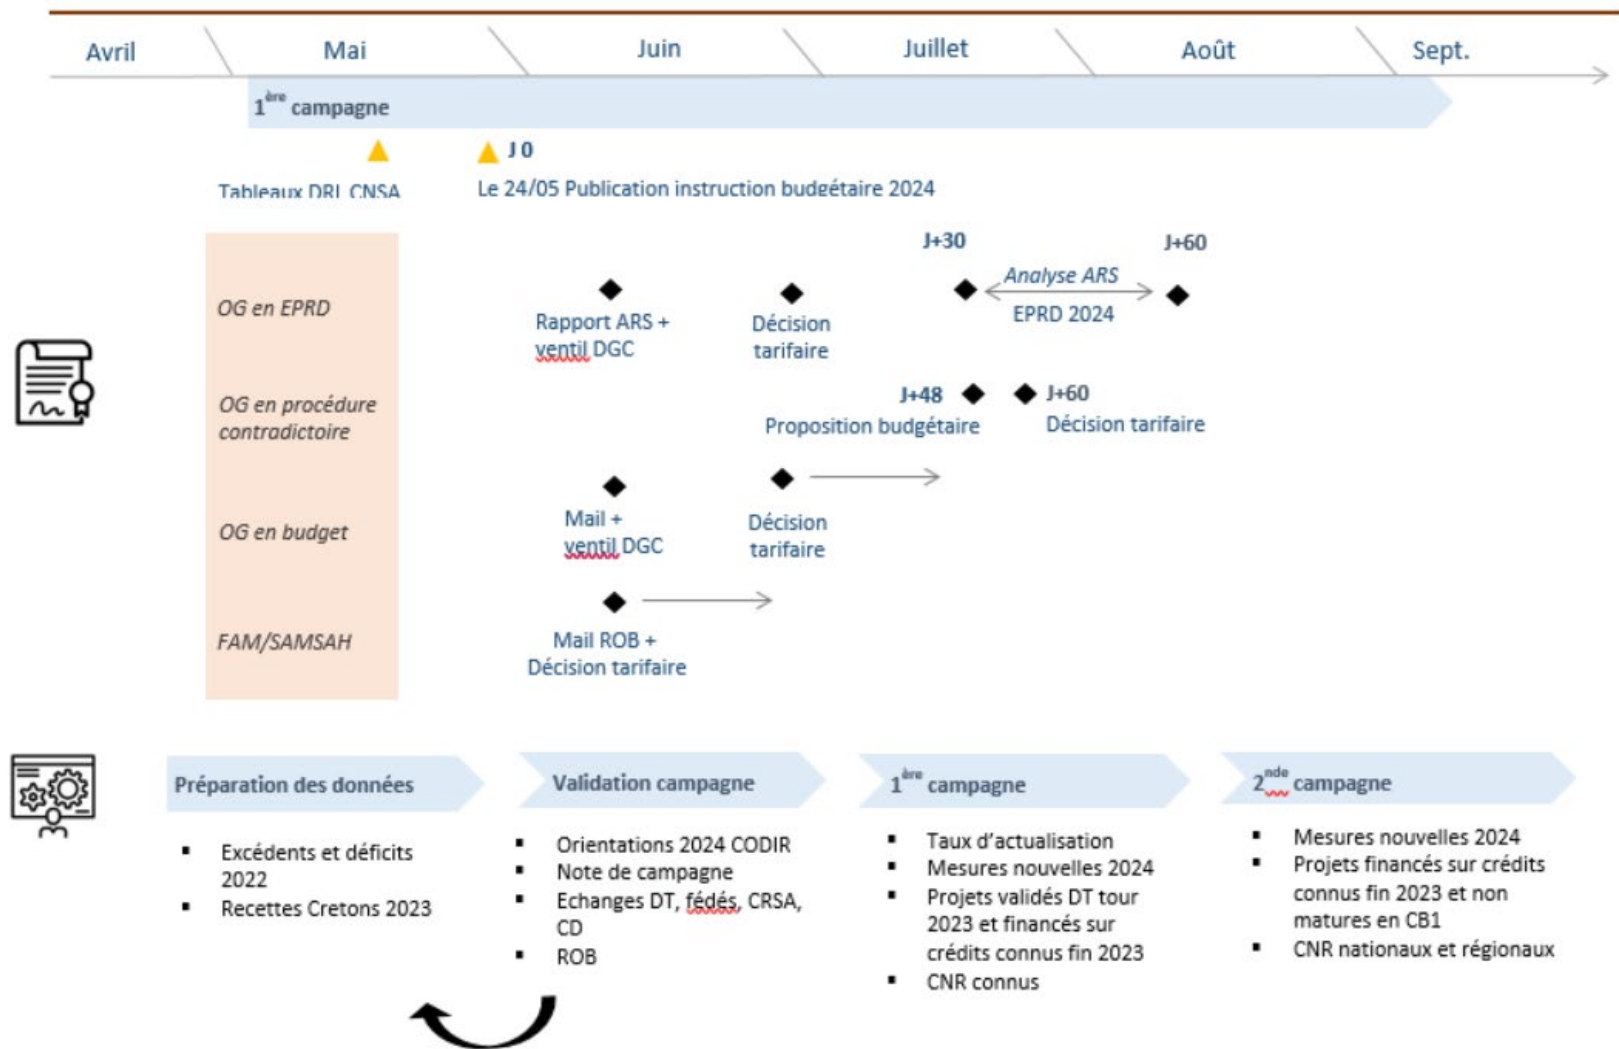 Avril
Mai
Juin
Juillet
Août
Sept.
1ère campagne
J 0
Tableaux DRL CNSA
Le 24/05 Publication instruction budgétaire 2024
J+30
J+60
OG en EPRD
Analyse ARS
EPRD 2024
Rapport ARS +
ventil DGC
Décision
tarifaire
OG en procédure
contradictoire
J+48
J+60
Proposition budgétaire
Décision tarifaire
OG en budget
Mail +
ventil DGC
Décision
tarifaire
FAM/SAMSAH
Mail ROB +
Décision tarifaire
Préparation des données
▪ Excédents et déficits
2022
▪ Recettes Cretons 2023
Validation campagne
▪ Orientations 2024 CODIR
▪ Note de campagne
▪ Echanges DT, fédés, CRSA,
CD
▪ ROB
1ère campagne
▪ Taux d'actualisation
▪ Mesures nouvelles 2024
▪ Projets validés DT tour
2023 et financés sur
crédits connus fin 2023
▪ CNR connus
2nde campagne
▪ Mesures nouvelles 2024
▪ Projets financés sur crédits
connus fin 2023 et non
matures en CB1
▪ CNR nationaux et régionaux